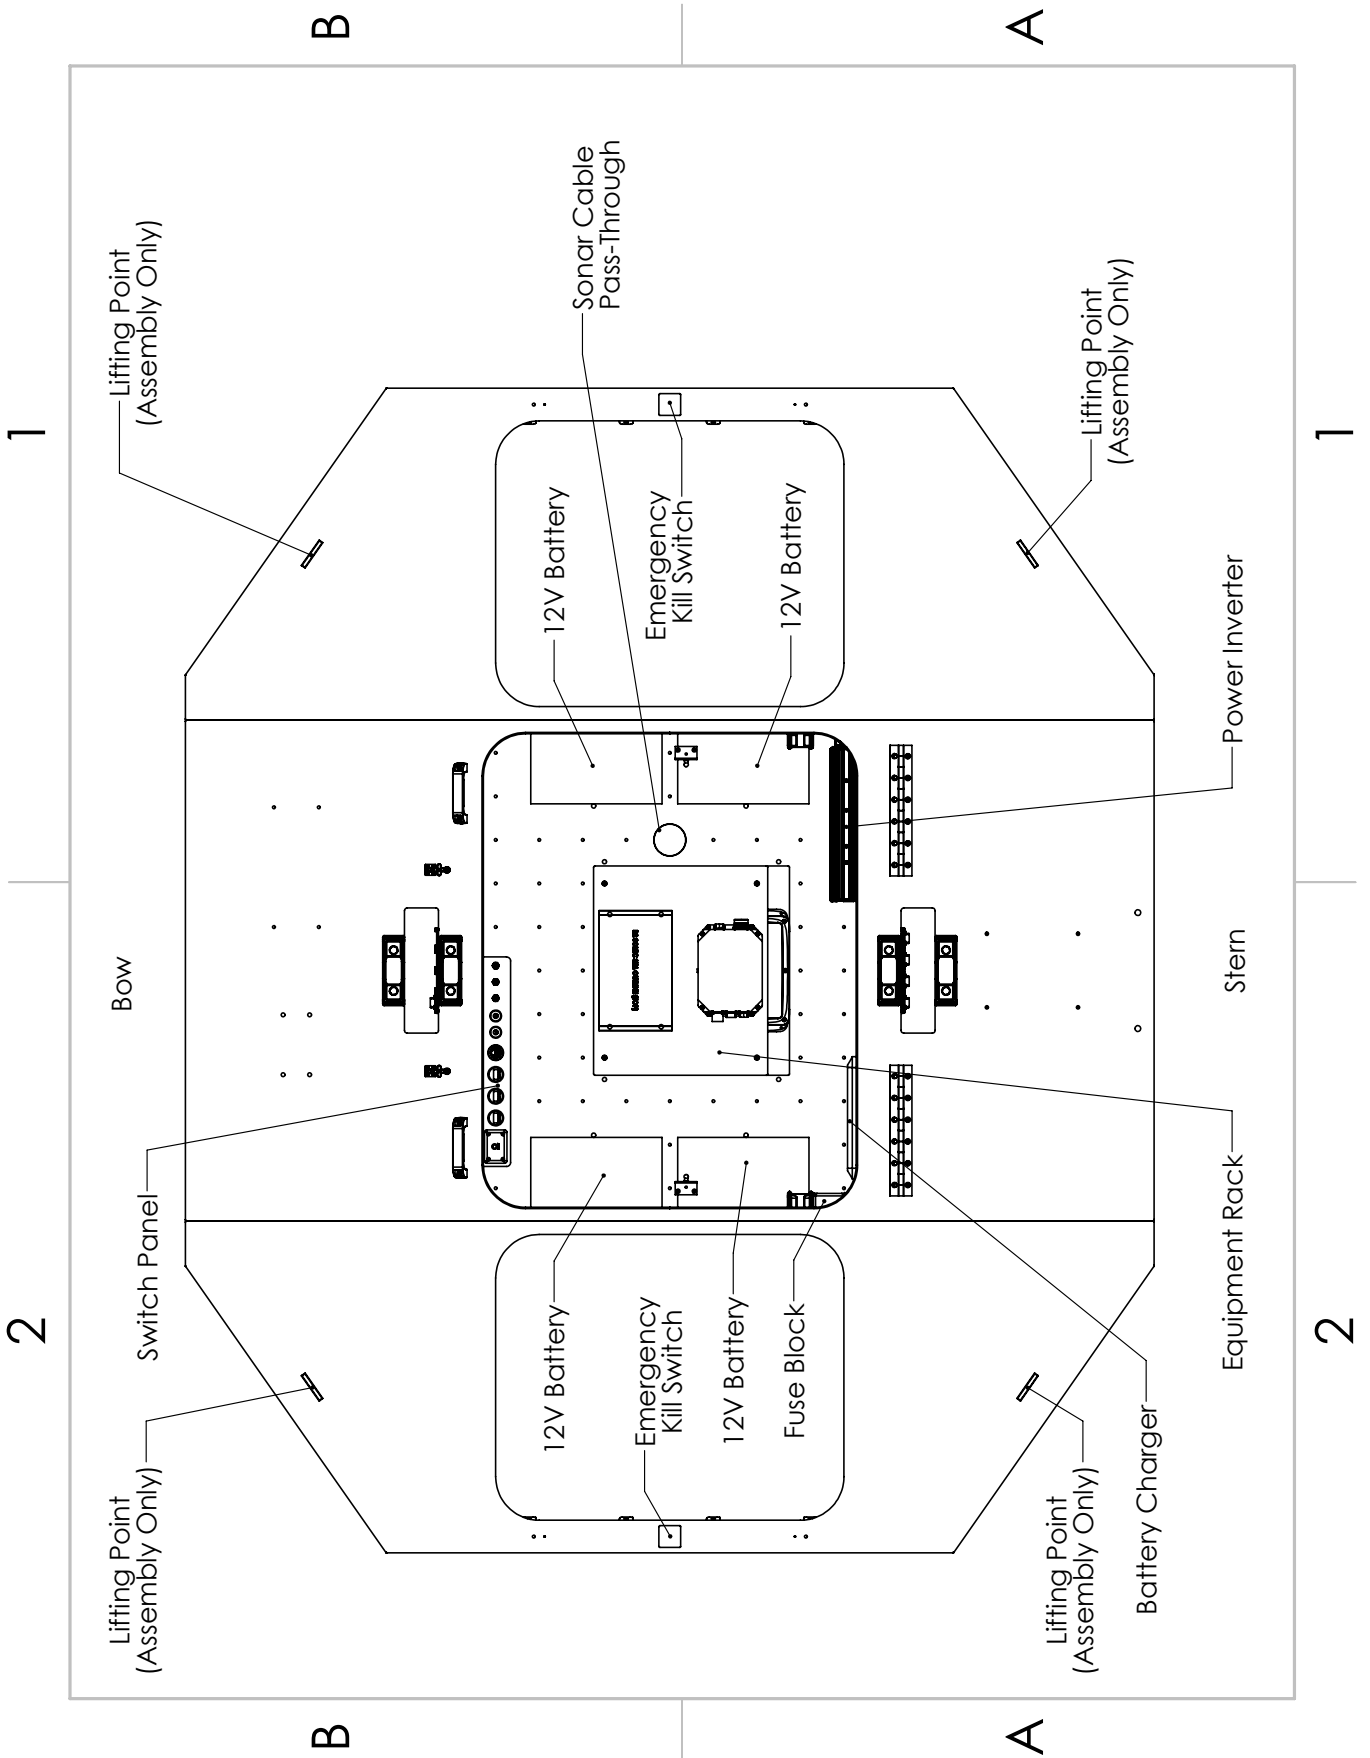 2
1
Lifting Point
(Assembly Only)
Bow
Lifting Point
(Assembly Only)
Switch Panel
B
B
12V Battery
12V Battery
Sonar Cable
Pass-Through
Emergency
Kill Switch
Emergency
Kill Switch
12V Battery
12V Battery
Fuse Block
A
A
Lifting Point
(Assembly Only)
Lifting Point
(Assembly Only)
Battery Charger
Equipment Rack
Stern
Power Inverter
2
1